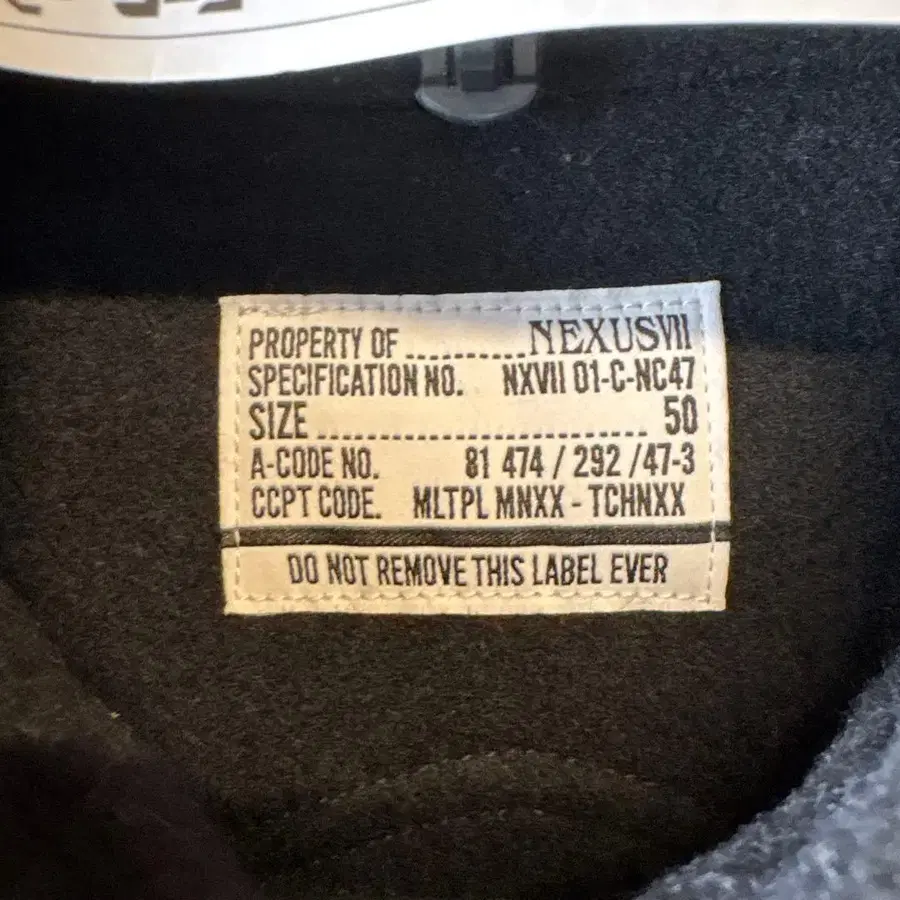 PROPERTY OF ............ NEXUSVII
SPECIFICATION NO. NXVII 01-C-NC47
SIZE ................................ 50
A-CODE NO. 81 474 / 292 /47-3
CCPT CODE. MLTPL MNXX - TCHNXX
DO NOT REMOVE THIS LABEL EVER